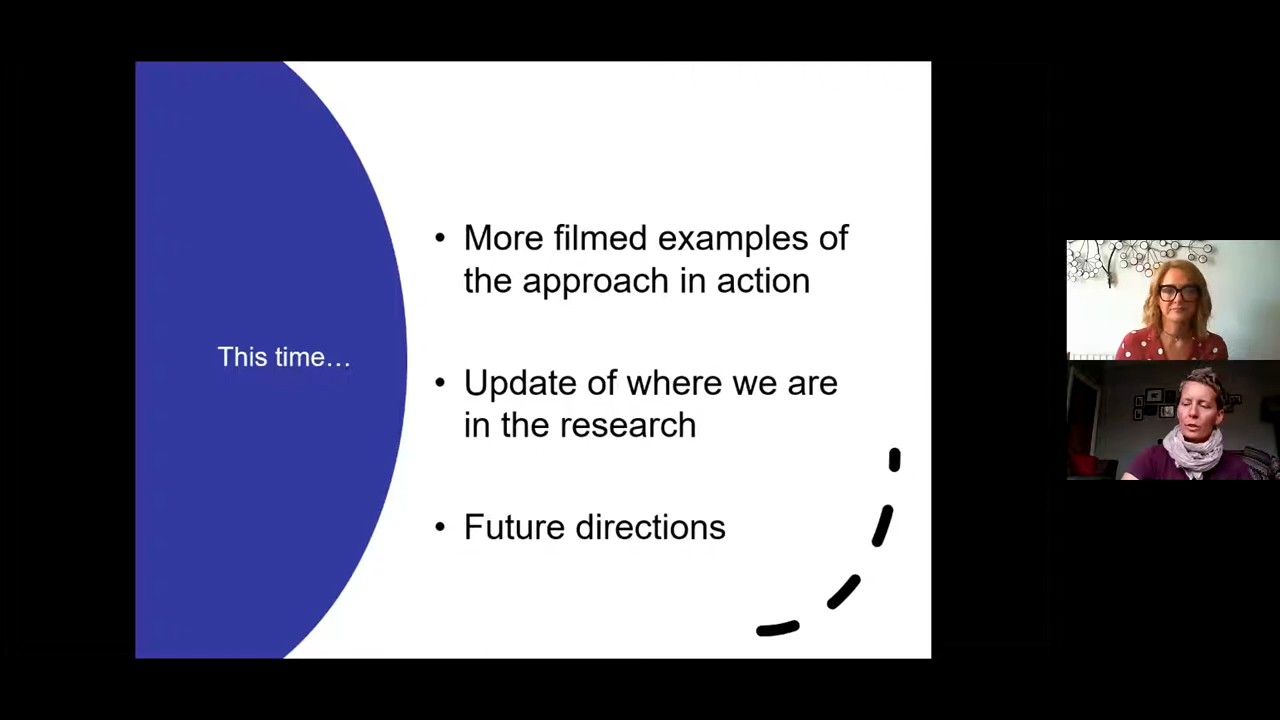 This time…
• More filmed examples of
the approach in action
• Update of where we are
in the research
• Future directions